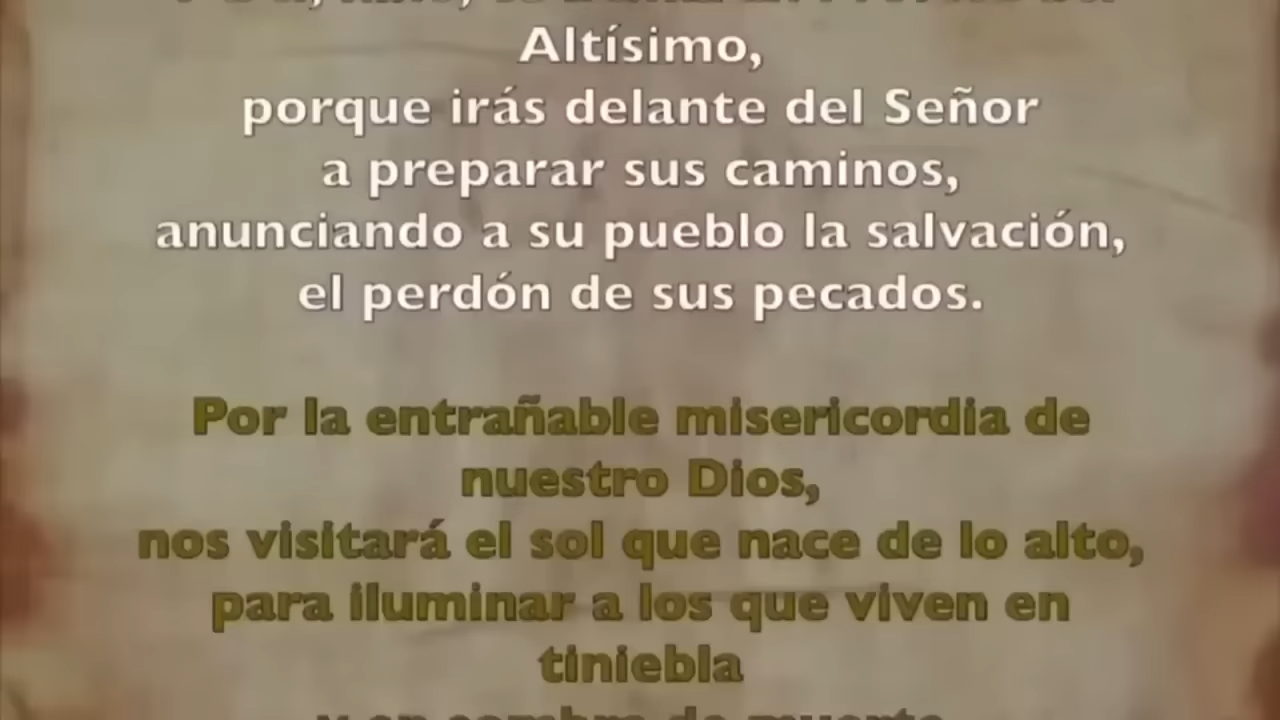 Altísimo,
porque irás delante del Señor
a preparar sus caminos,
anunciando a su pueblo la salvación,
el perdón de sus pecados.
Por la entrañable misericordia de
nuestro Dios,
nos visitará el sol que nace de lo alto,
para iluminar a los que viven en
tiniebla